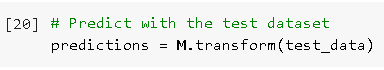 [20] # Predict with the test dataset
predictions = M.transform(test_data)